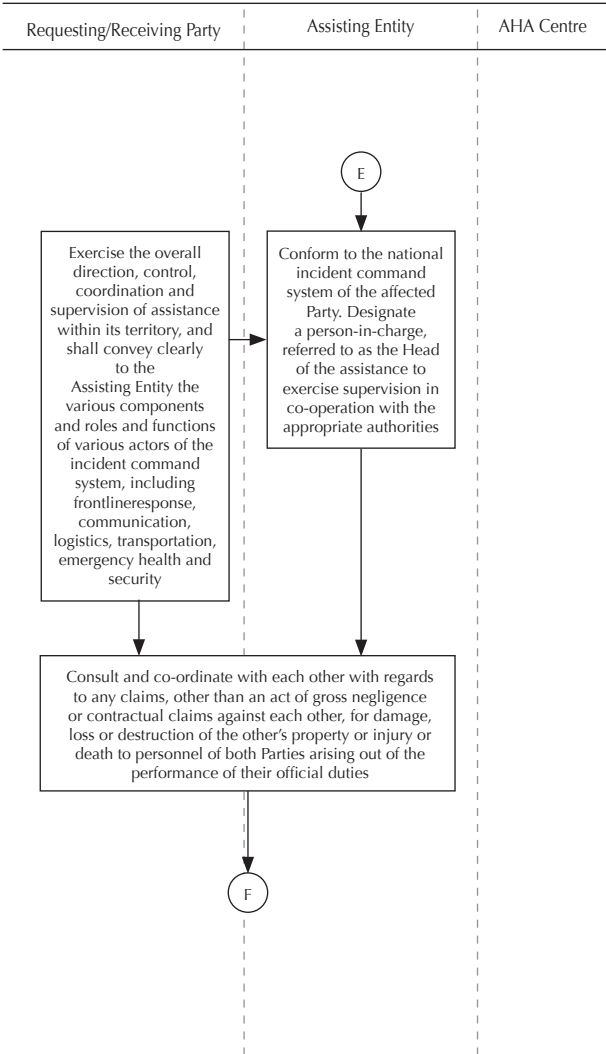 Requesting/Receiving Party
Assisting Entity
AHA Centre
E
Exercise the overall
direction, control,
coordination and
supervision of assistance
within its territory, and
shall convey clearly
to the
Assisting Entity the
various components
and roles and functions
of various actors of the
incident command
system, including
frontlineresponse,
communication,
logistics, transportation,
emergency health and
security
Conform to the national
incident command
system of the affected
Party. Designate
a person-in-charge,
referred to as the Head
of the assistance to
exercise supervision in
co-operation with the
appropriate authorities
Consult and co-ordinate with each other with regards
to any claims, other than an act of gross negligence
or contractual claims against each other, for damage,
loss or destruction of the other’s property or injury or
death to personnel of both Parties arising out of the
performance of their official duties
F